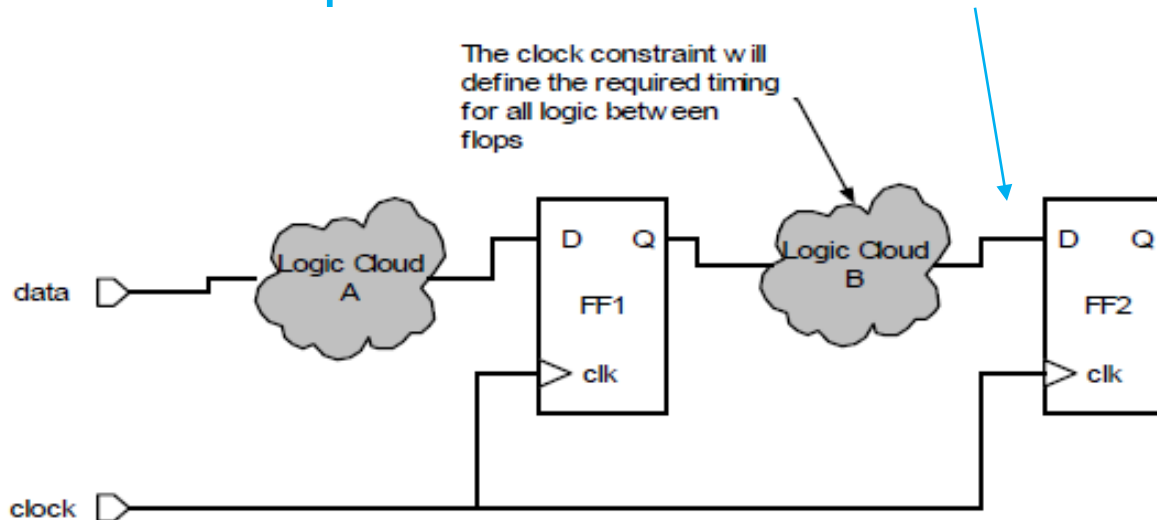 The clock constraint will
define the required timing
for all logic between
flops
D Q
Logic Cloud
A
FF1
clk
Logic Cloud
B
D Q
FF2
clk
data
clock